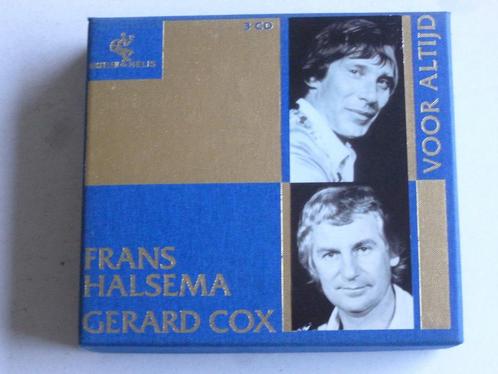 3 CD
VOOR ALTIJD
FRANS
HALSEMA
GERARD COX